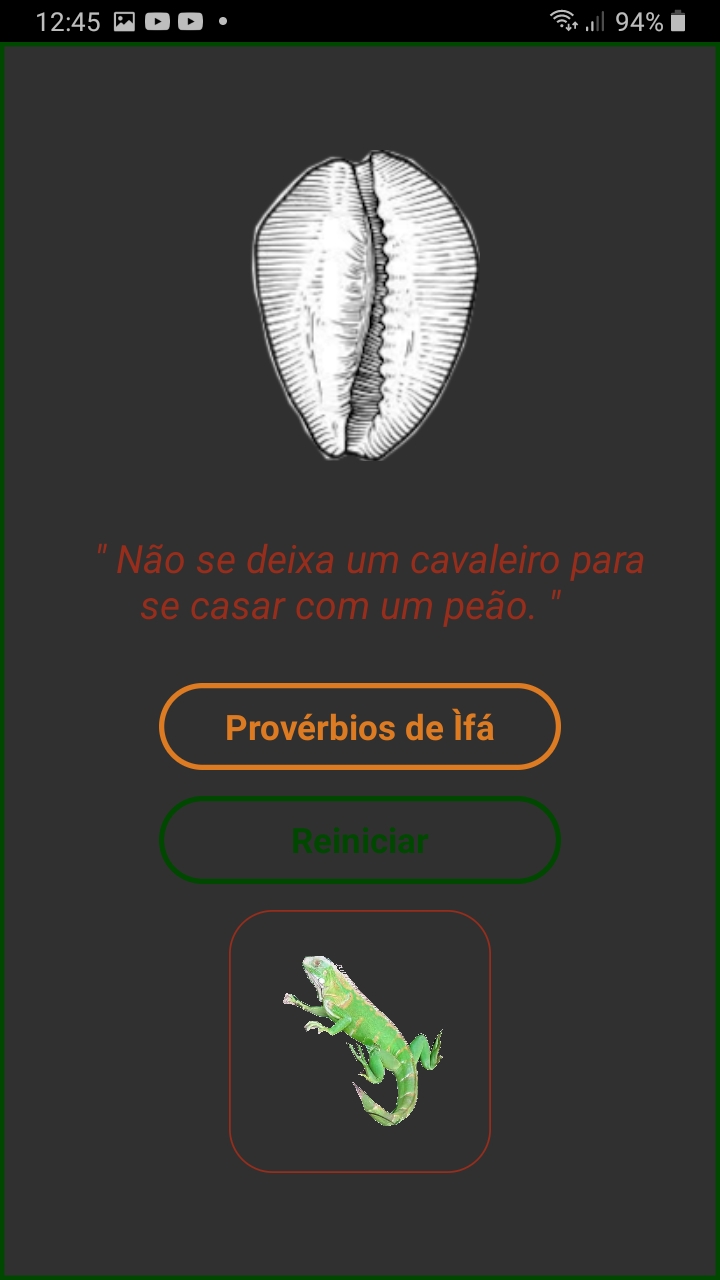 12:45
94%
" Não se deixa um cavaleiro para
se casar com um peão. "
Provérbios de Ìfá
Reiniciar